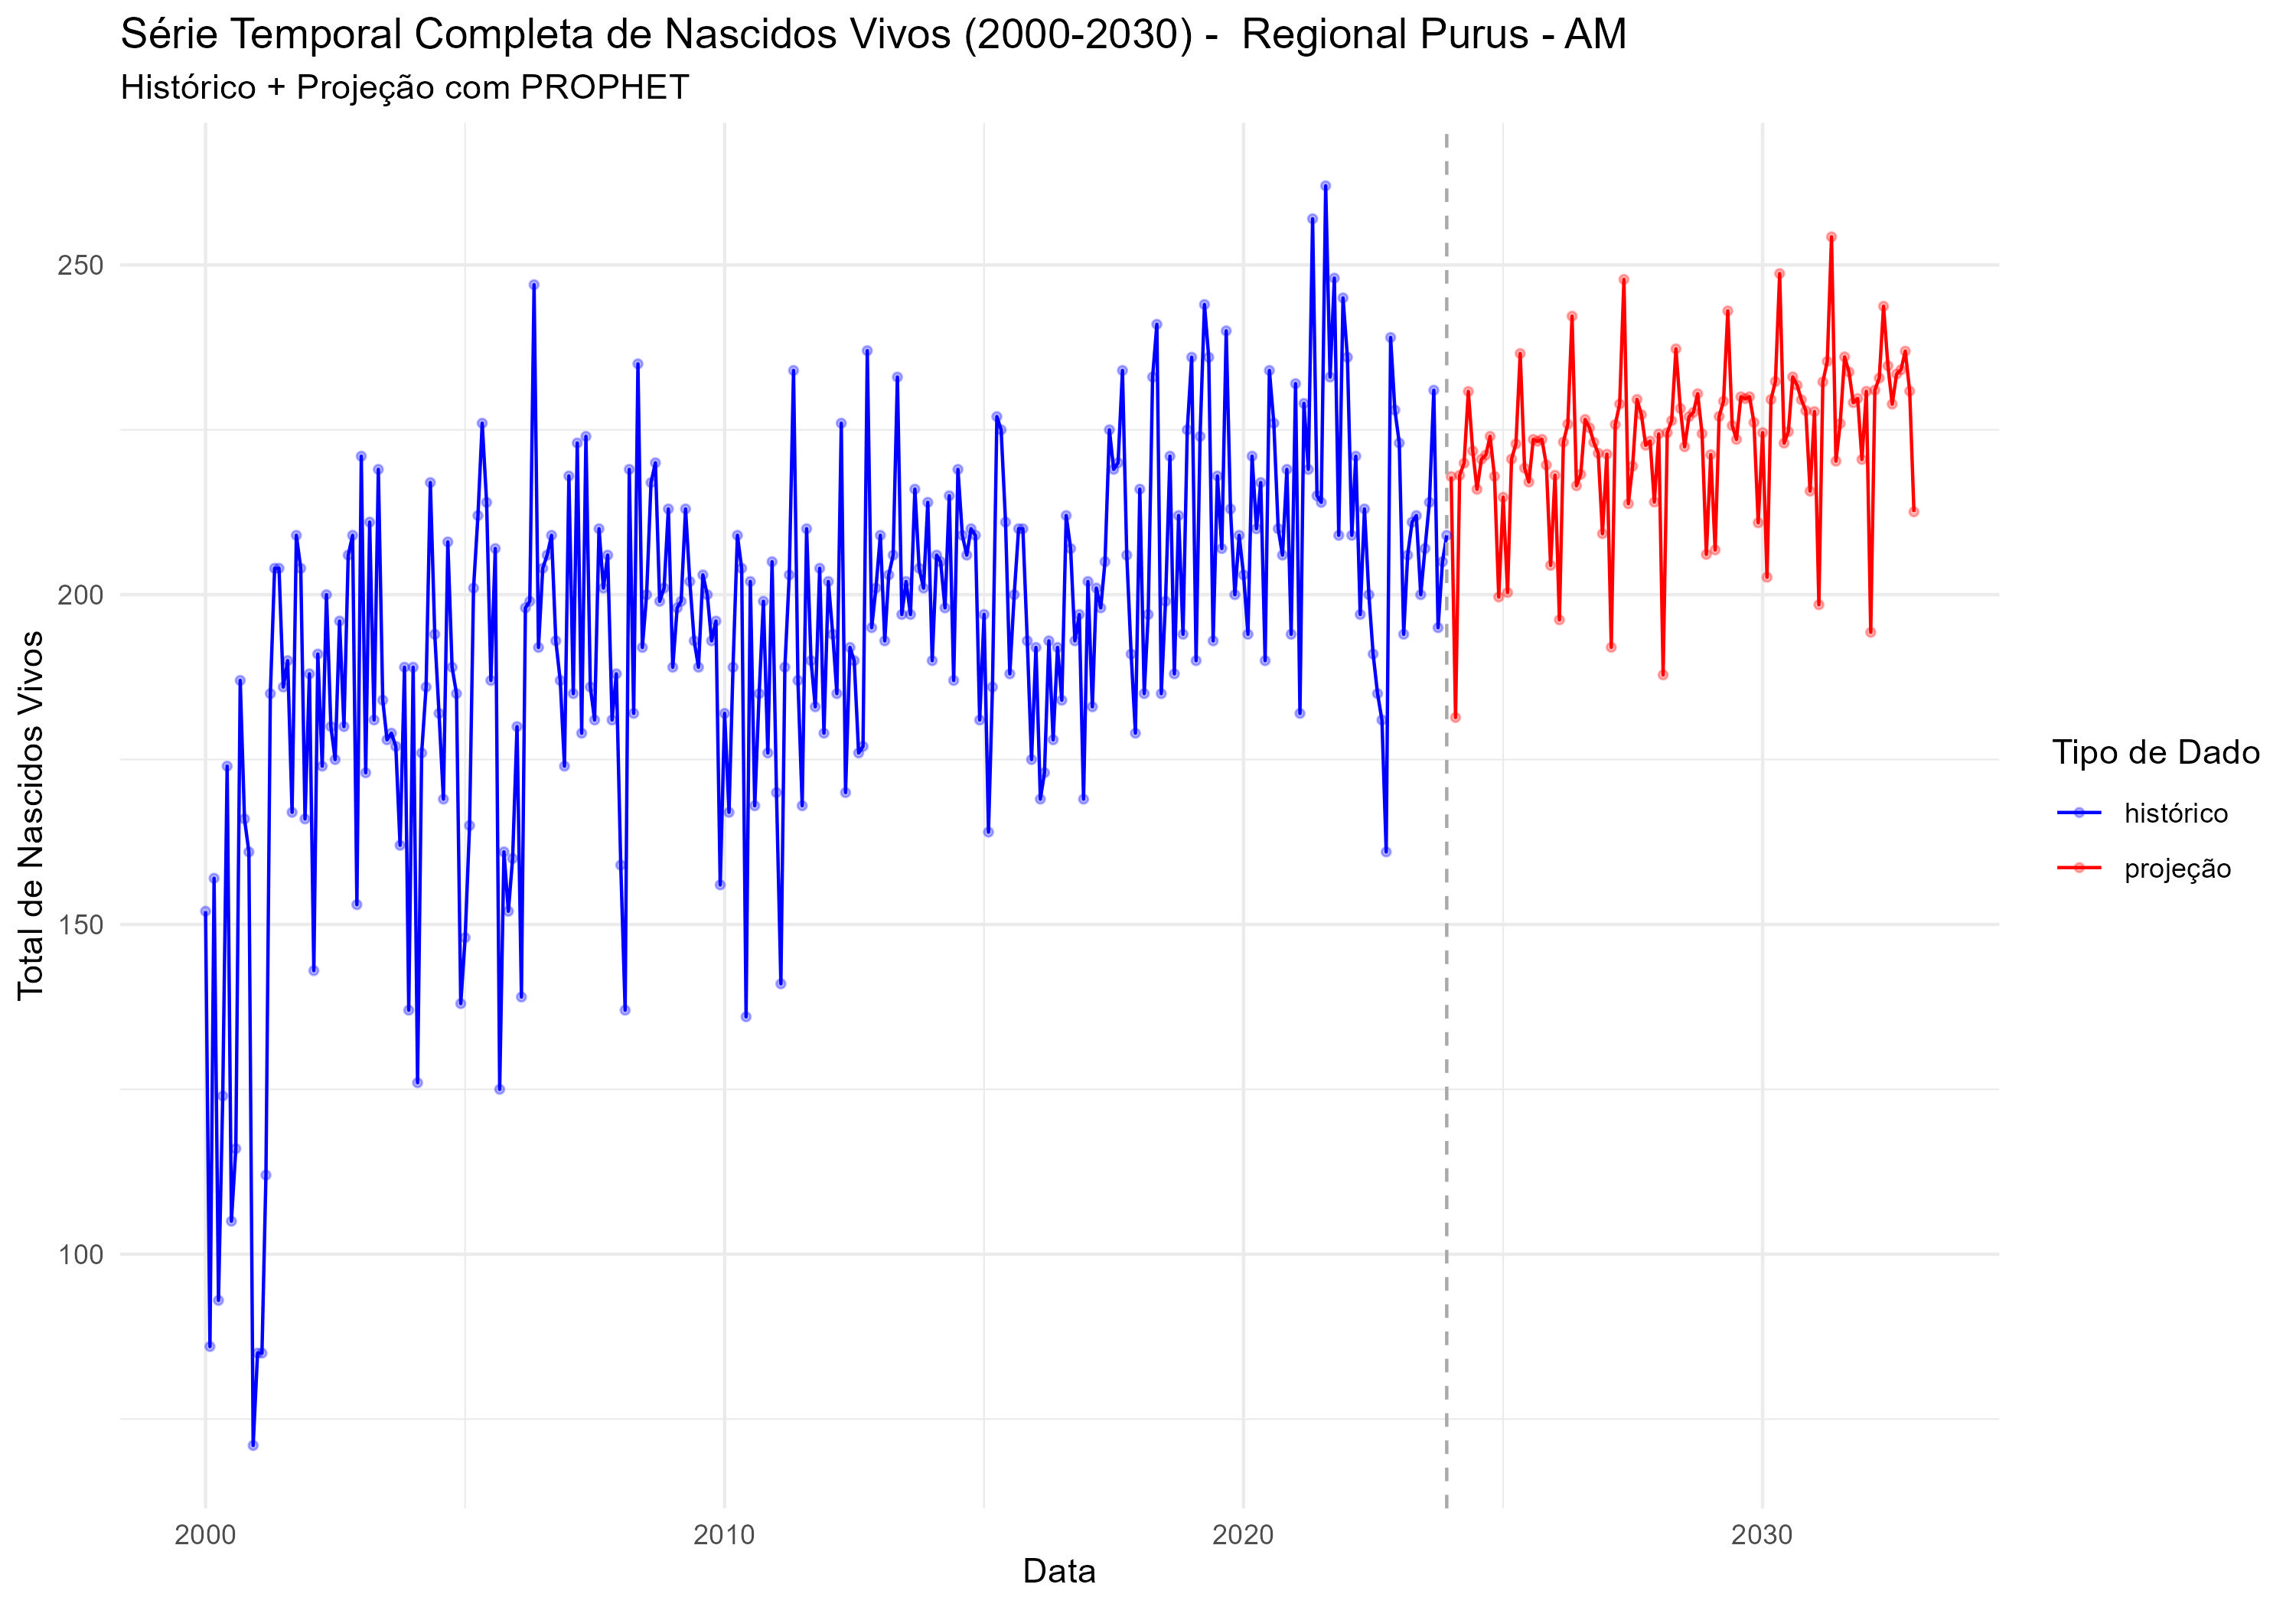 Série Temporal Completa de Nascidos Vivos (2000-2030) -  Regional Purus - AM
Histórico + Projeção com PROPHET
Total de Nascidos Vivos
250
200
150
100
2000
2010
2020
2030
Data
Tipo de Dado
histórico
projeção